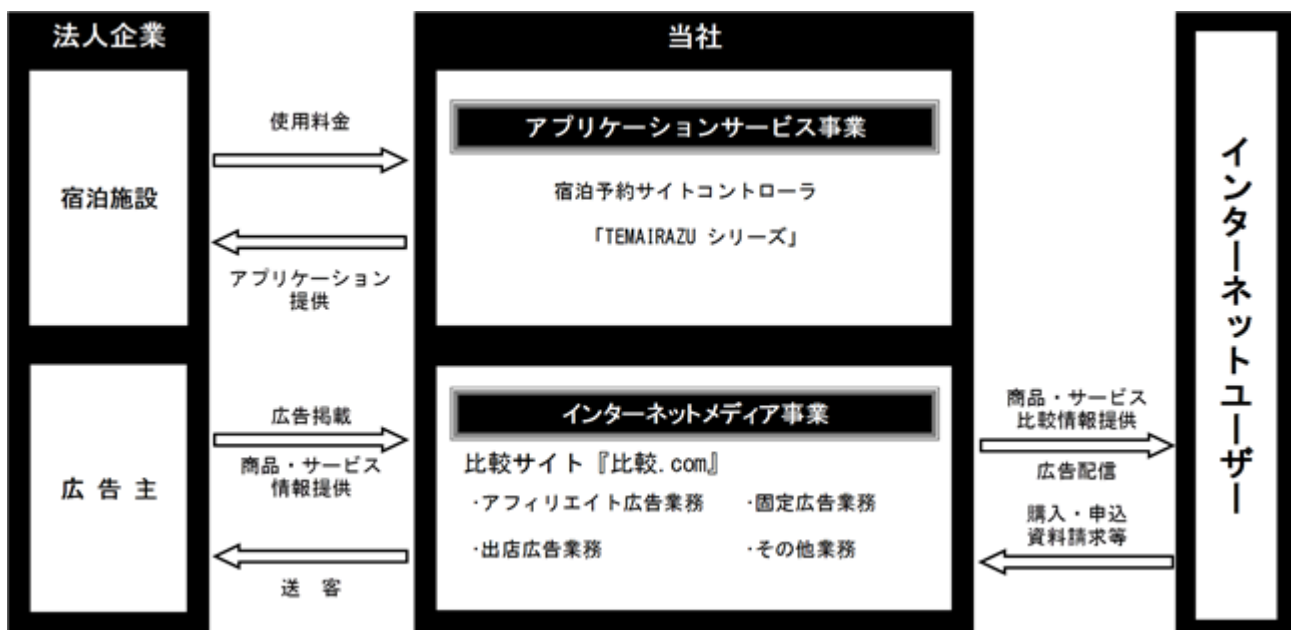 法人企業
宿泊施設
広告主
使用料金
アプリケーション
提供
広告掲載
商品・サービス
情報提供
送 客
当社
アプリケーションサービス事業
宿泊予約サイトコントローラ
「TEMAIRAZU シリーズ」
インターネットメディア事業
比較サイト『比較.com』
・アフィリエイト広告業務 ・固定広告業務
・出店広告業務 ・その他業務
商品・サービス
比較情報提供
広告配信
購入・申込
資料請求等
インターネットユーザー